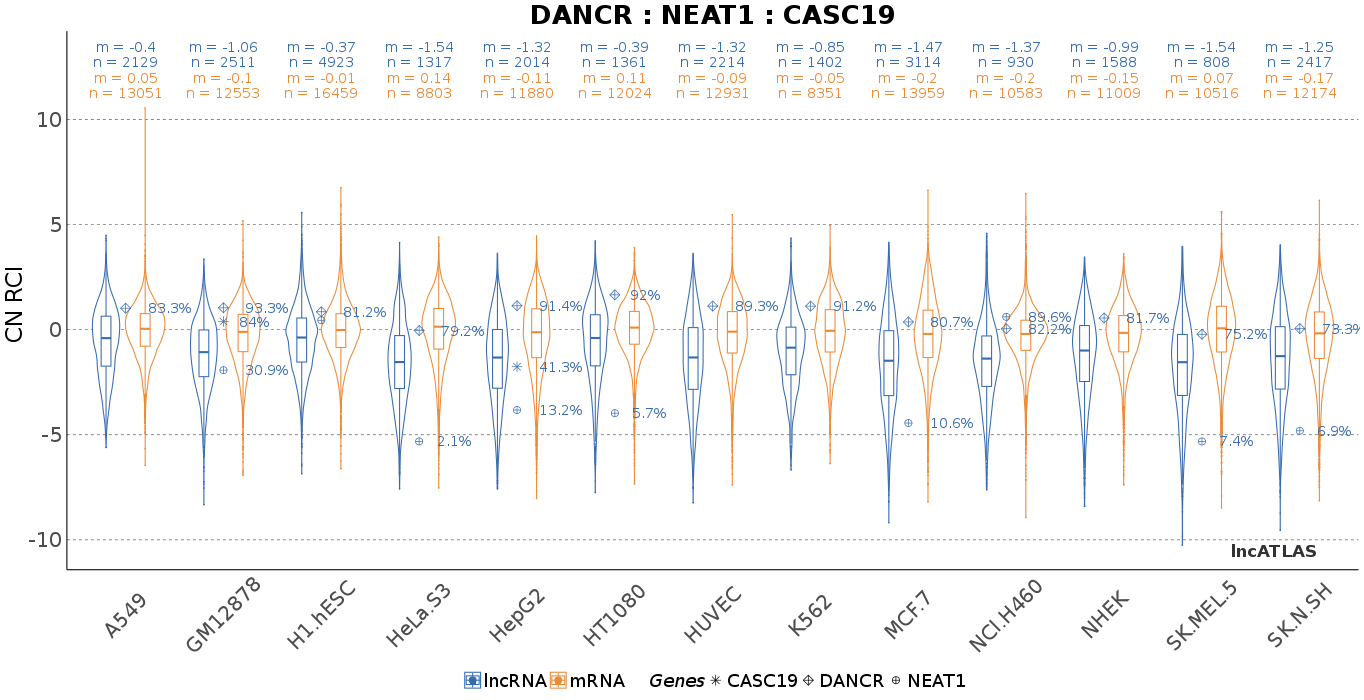 DANCR : NEAT1 : CASC19
m = -0.4 m = -1.06 m = -0.37 m = -1.54 m = -1.32 m = -0.39 m = -1.32 m = -0.85 m = -1.47 m = -1.37 m = -0.99 m = -1.54 m = -1.25
n = 2129 n = 2511 n = 4923 n = 1317 n = 2014 n = 1361 n = 2214 n = 1402 n = 3114 n = 930 n = 1588 n = 808 n = 2417
m = 0.05 m = -0.1 m = -0.01 m = 0.14 m = -0.11 m = 0.11 m = -0.09 m = -0.05 m = -0.2 m = -0.2 m = -0.15 m = 0.07 m = -0.17
n = 13051 n = 12553 n = 16459 n = 8803 n = 11880 n = 12024 n = 12931 n = 8351 n = 13959 n = 10583 n = 11009 n = 10516 n = 12174
10
5
92%
83.3% 93.3% 91.4% 89.3% 91.2%
81.2%
84% 80.7% 89.6% 81.7%
0
79.2% 82.2% 75.2% 73.3%
30.9% 41.3%
13.2% 5.7%
10.6%
-5
2.1% 7.4% 6.9%
-10
CN RCI
lncATLAS
A549 GM12878 H1.hESC HeLa.S3 HepG2 HT1080 HUVEC K562 MCF.7 NCI.H460 NHEK SK.MEL.5 SK.N.SH
lncRNA mRNA Genes CASC19 DANCR NEAT1